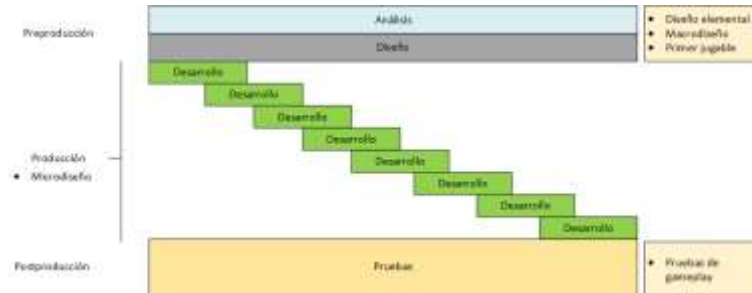 Análisis
Preproducción
Diseño
• Diseño elemental
• Macrodiseño
• Primer jugable
Desarrollo
Desarrollo
Desarrollo
Desarrollo
Desarrollo
Desarrollo
Desarrollo
Desarrollo
Producción
• Microdiseño
Postproducción
Pruebas
• Pruebas de
gameplay